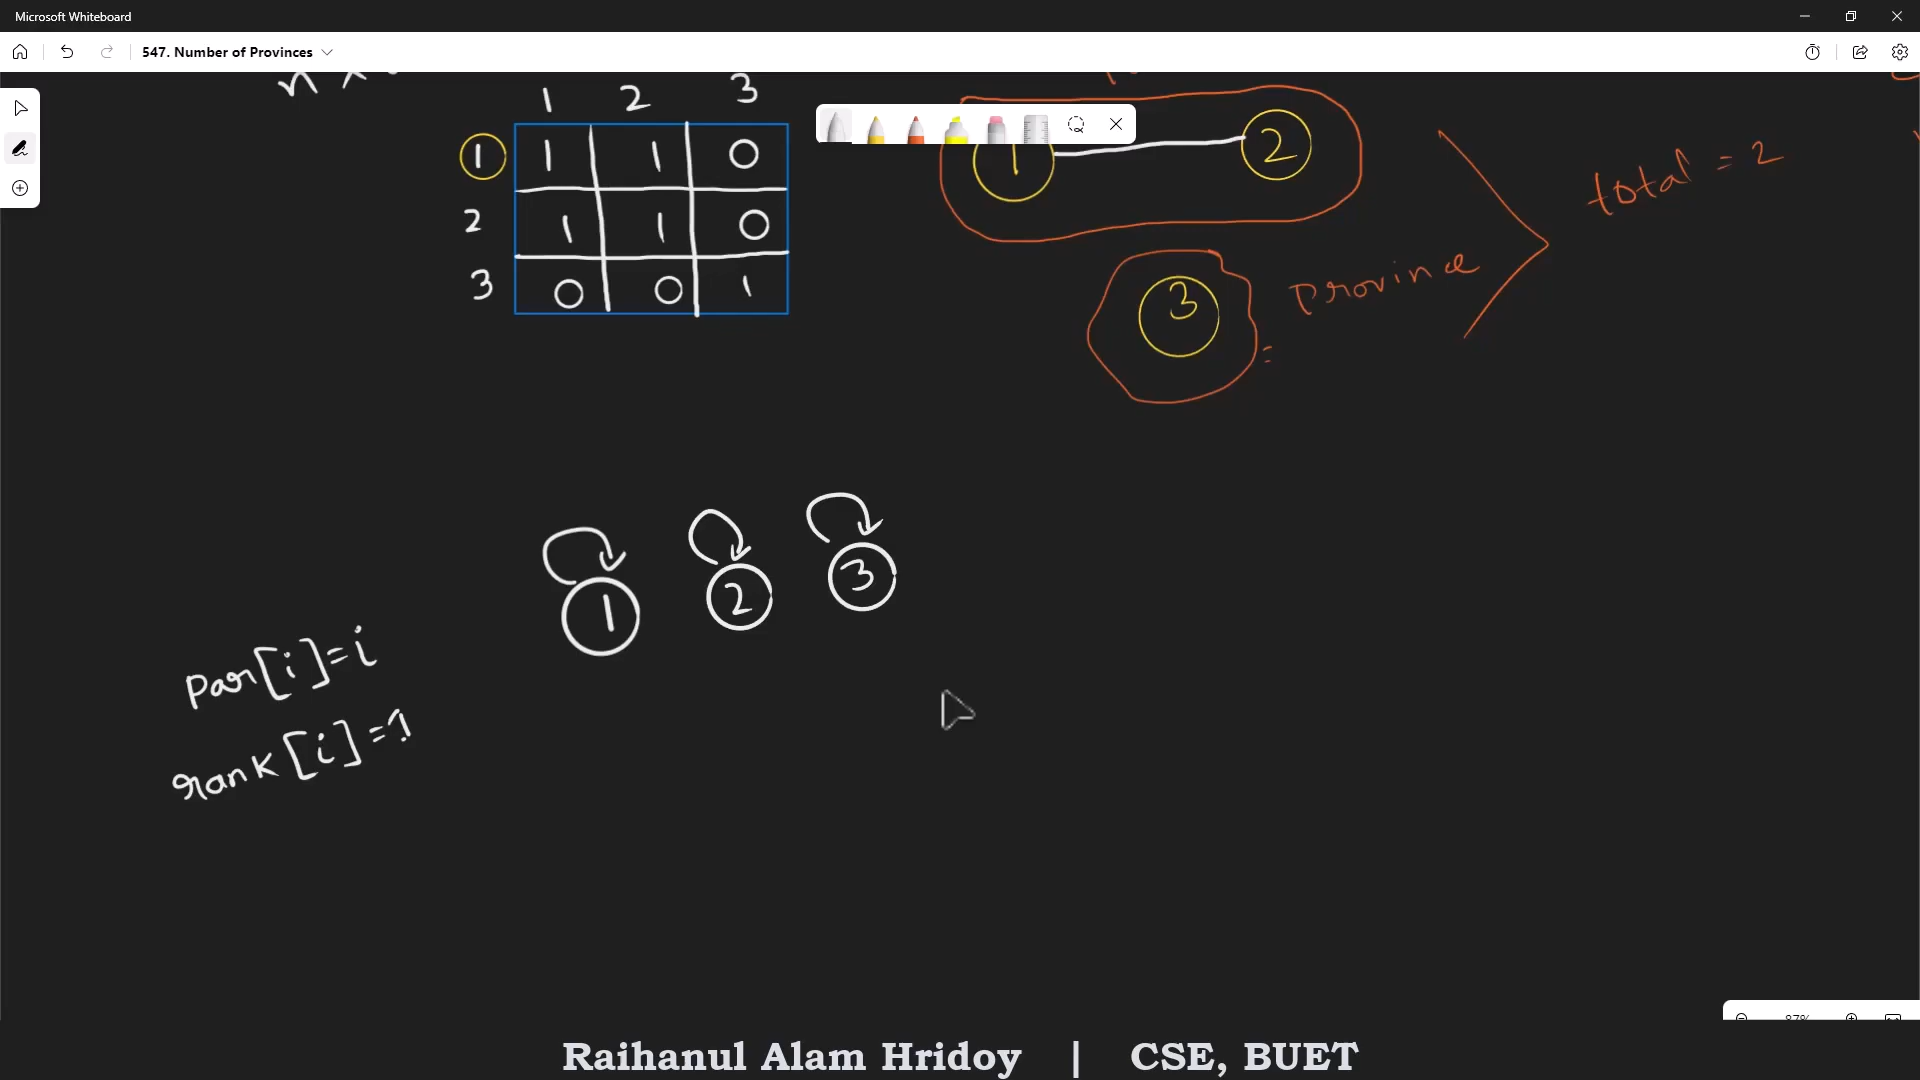 Microsoft Whiteboard
547. Number of Provinces
1 2 3
1 1 1 0
2 1 1 0
3 0 0 1
1 2
total = 2
3
province
1 2 3
par[i]=i
rank[i]=1
87%
Raihanul Alam Hridoy | CSE, BUET